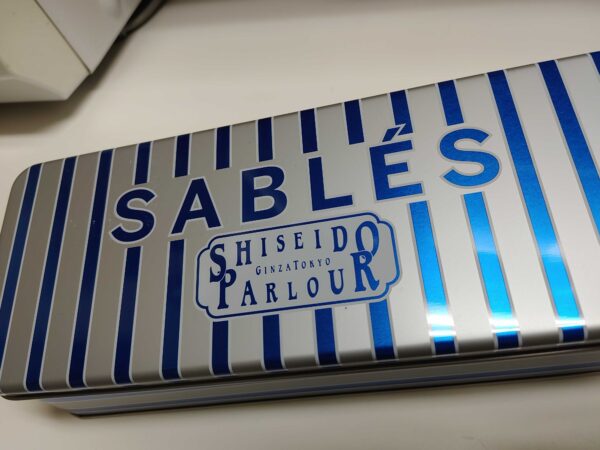 SABLÉS
SHISEIDO
GINZA TOKYO
PARLOUR